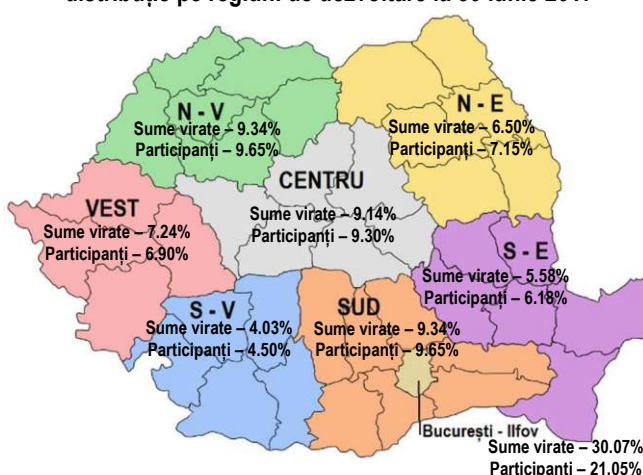 distribuție pe regiuni de dezvoltare la 30 iunie 2017
N - V
Sume virate – 9.34%
Participanți – 9.65%
N - E
Sume virate – 6.50%
Participanți – 7.15%
CENTRU
Sume virate – 9.14%
Participanți – 9.30%
VEST
Sume virate – 7.24%
Participanți – 6.90%
S - E
Sume virate – 5.58%
Participanți – 6.18%
S - V
Sume virate – 4.03%
Participanți – 4.50%
SUD
Sume virate – 9.34%
Participanți – 9.65%
București - Ilfov
Sume virate – 30.07%
Participanți – 21.05%